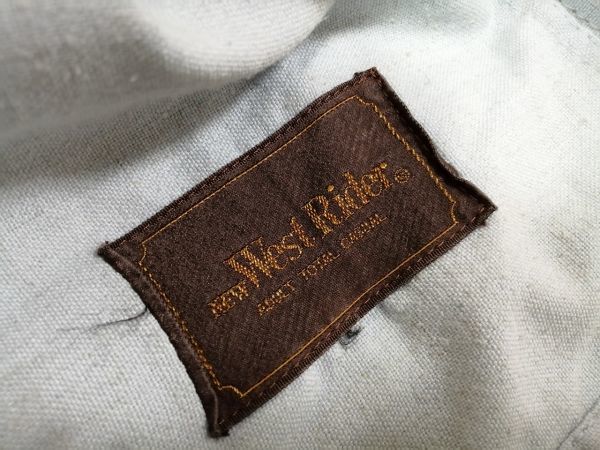 NEW West Rider ®
ADULT TOTAL CASUAL